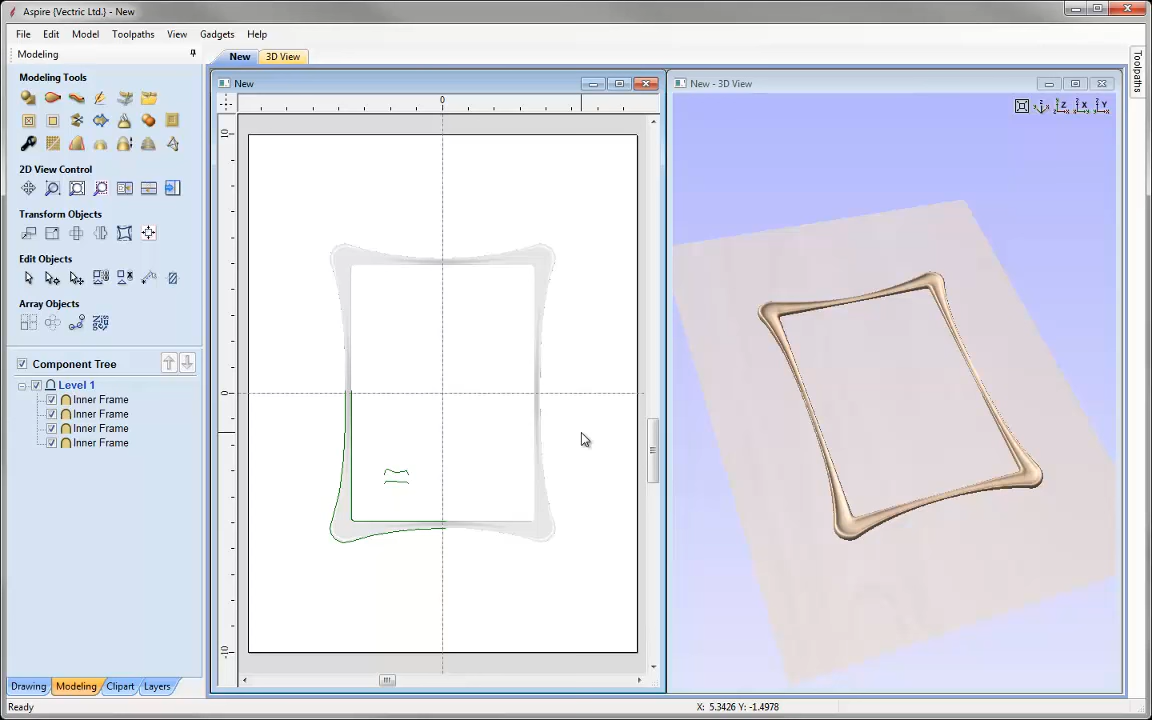 Aspire {Vectric Ltd.} - New
File Edit Model Toolpaths View Gadgets Help
Modeling
New 3D View
Toolpaths
New
New - 3D View
Modeling Tools
0
10
Z X Y
2D View Control
Transform Objects
Edit Objects
Array Objects
Component Tree
Level 1
0
Inner Frame
Inner Frame
Inner Frame
Inner Frame
-10
Drawing Modeling Clipart Layers
Ready
X: 5.3426 Y: -1.4978